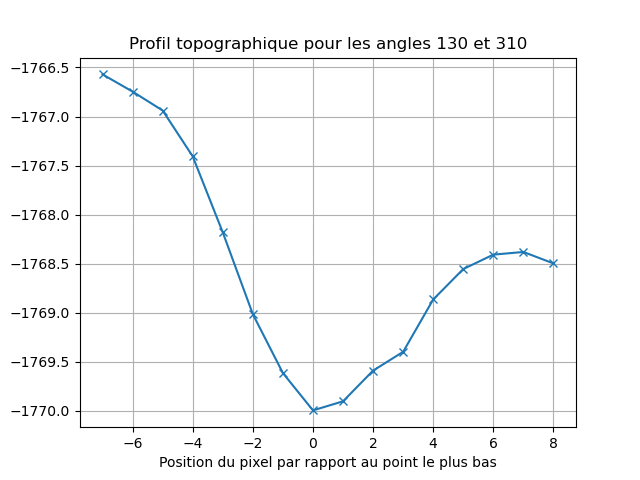 Profil topographique pour les angles 130 et 310
−1766.5
−1767.0
−1767.5
−1768.0
−1768.5
−1769.0
−1769.5
−1770.0
−6 −4 −2 0 2 4 6 8
Position du pixel par rapport au point le plus bas